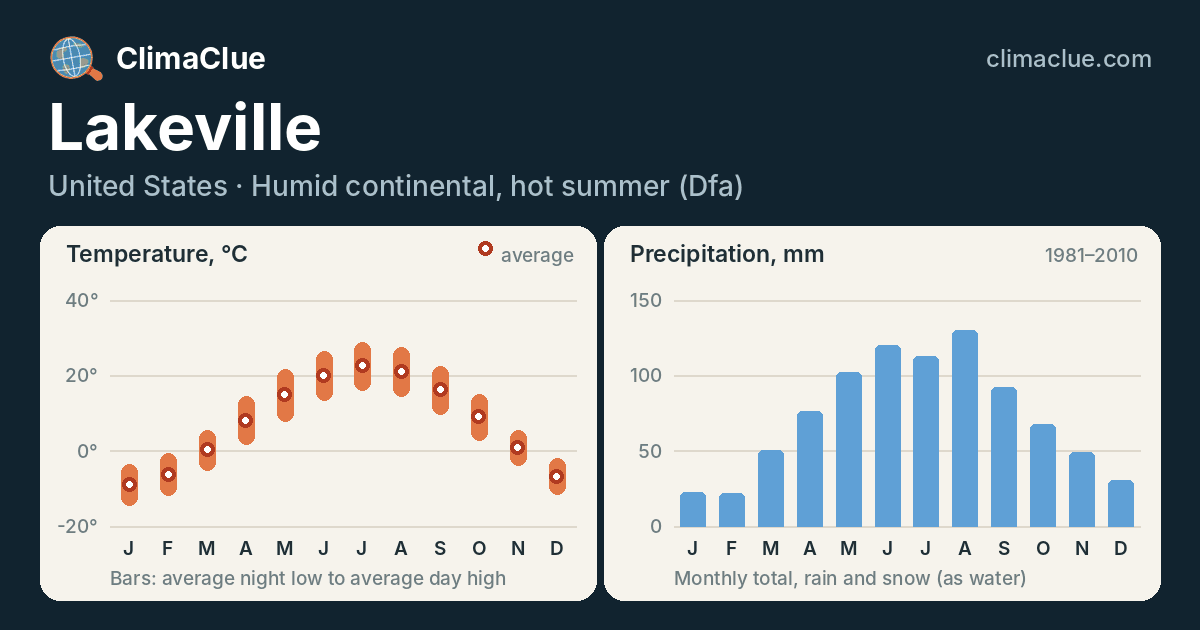 ClimaClue
climaclue.com
Lakeville
United States · Humid continental, hot summer (Dfa)
Temperature, °C
average
40°
20°
0°
-20°
J F M A M J J A S O N D
Bars: average night low to average day high
Precipitation, mm
1981–2010
150
100
50
0
J F M A M J J A S O N D
Monthly total, rain and snow (as water)